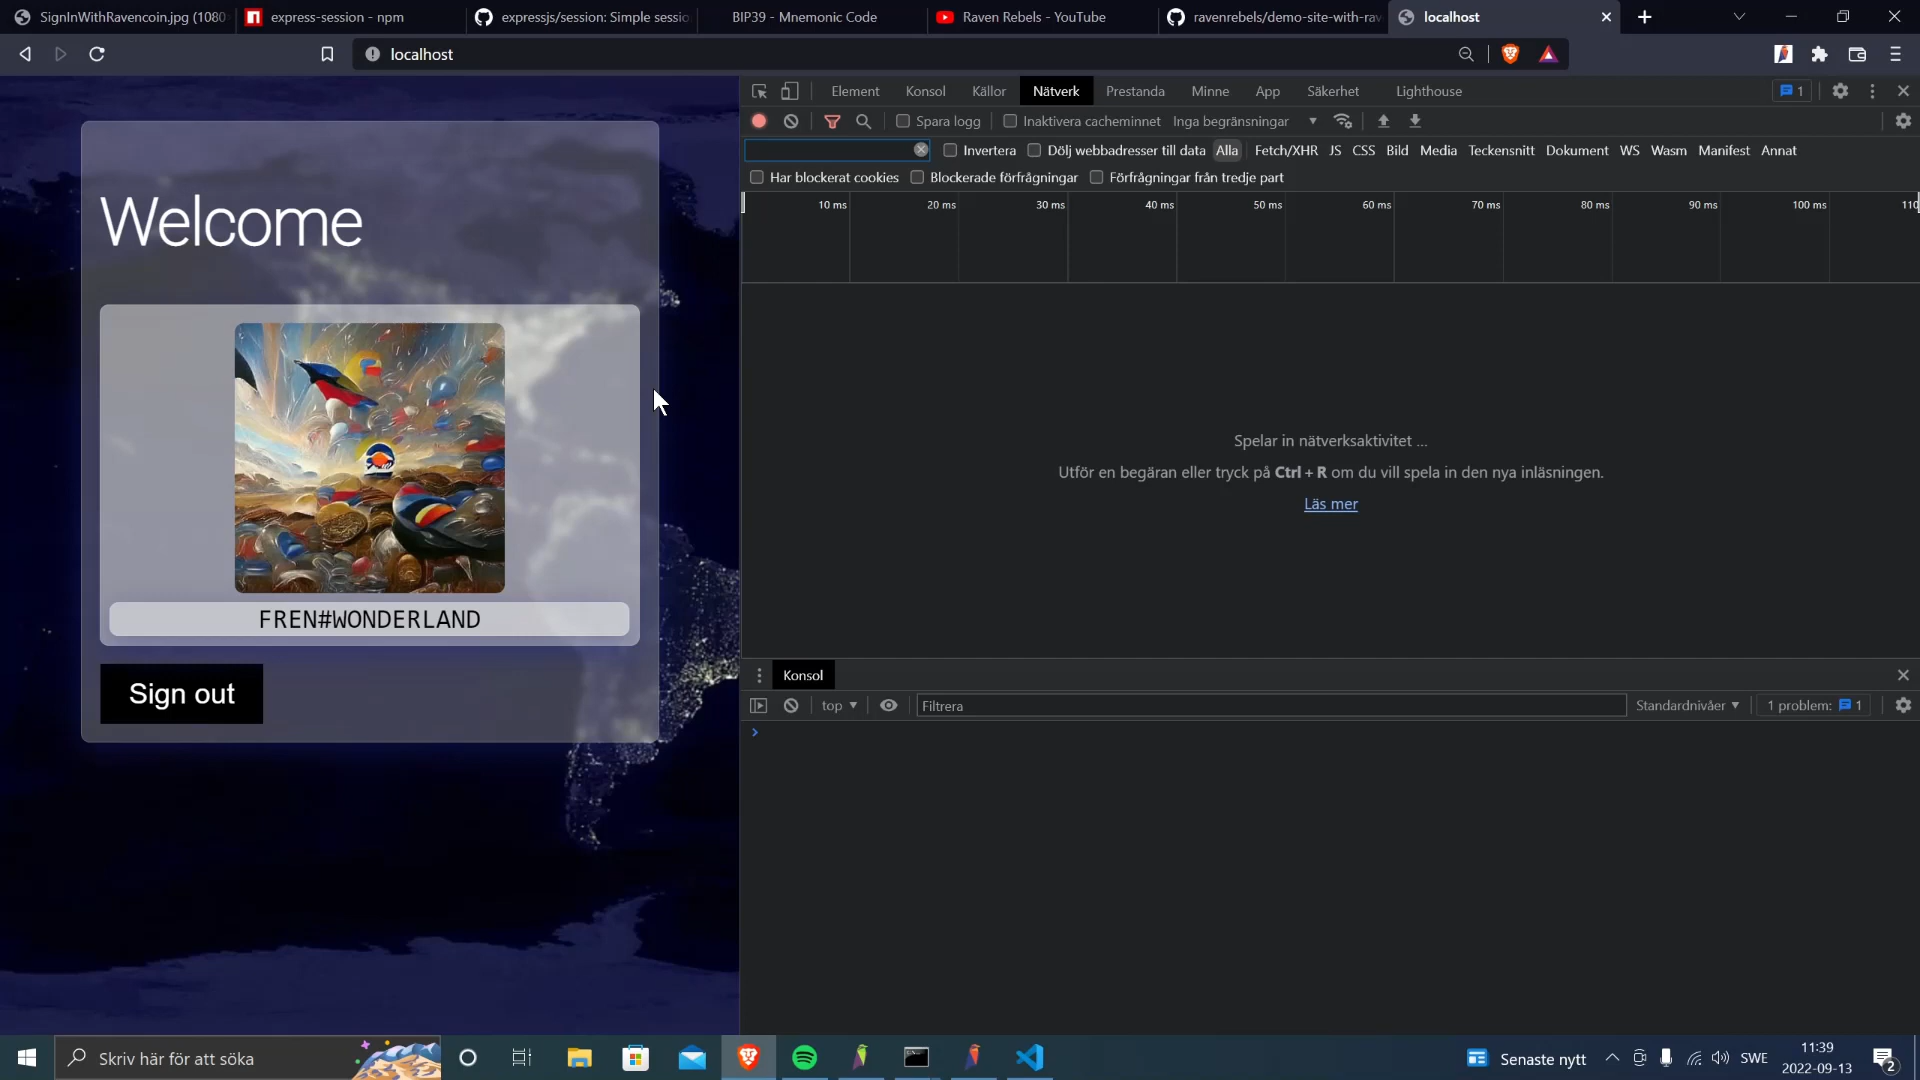 SignInWithRavencoin.jpg (1080
express-session - npm
expressjs/session: Simple sessio
BIP39 - Mnemonic Code
Raven Rebels - YouTube
ravenrebels/demo-site-with-rav
localhost
localhost
Welcome
FREN#WONDERLAND
Sign out
Element
Konsol
Källor
Nätverk
Prestanda
Minne
App
Säkerhet
Lighthouse
1
Spara logg
Inaktivera cacheminnet
Inga begränsningar
Invertera
Dölj webbadresser till data
Alla
Fetch/XHR
JS
CSS
Bild
Media
Teckensnitt
Dokument
WS
Wasm
Manifest
Annat
Har blockerat cookies
Blockerade förfrågningar
Förfrågningar från tredje part
10 ms
20 ms
30 ms
40 ms
50 ms
60 ms
70 ms
80 ms
90 ms
100 ms
110
Spelar in nätverksaktivitet ...
Utför en begäran eller tryck på Ctrl + R om du vill spela in den nya inläsningen.
Läs mer
Konsol
top
Filtrera
Standardnivåer
1 problem: 1
Skriv här för att söka
Senaste nytt
SWE
11:39
2022-09-13
2